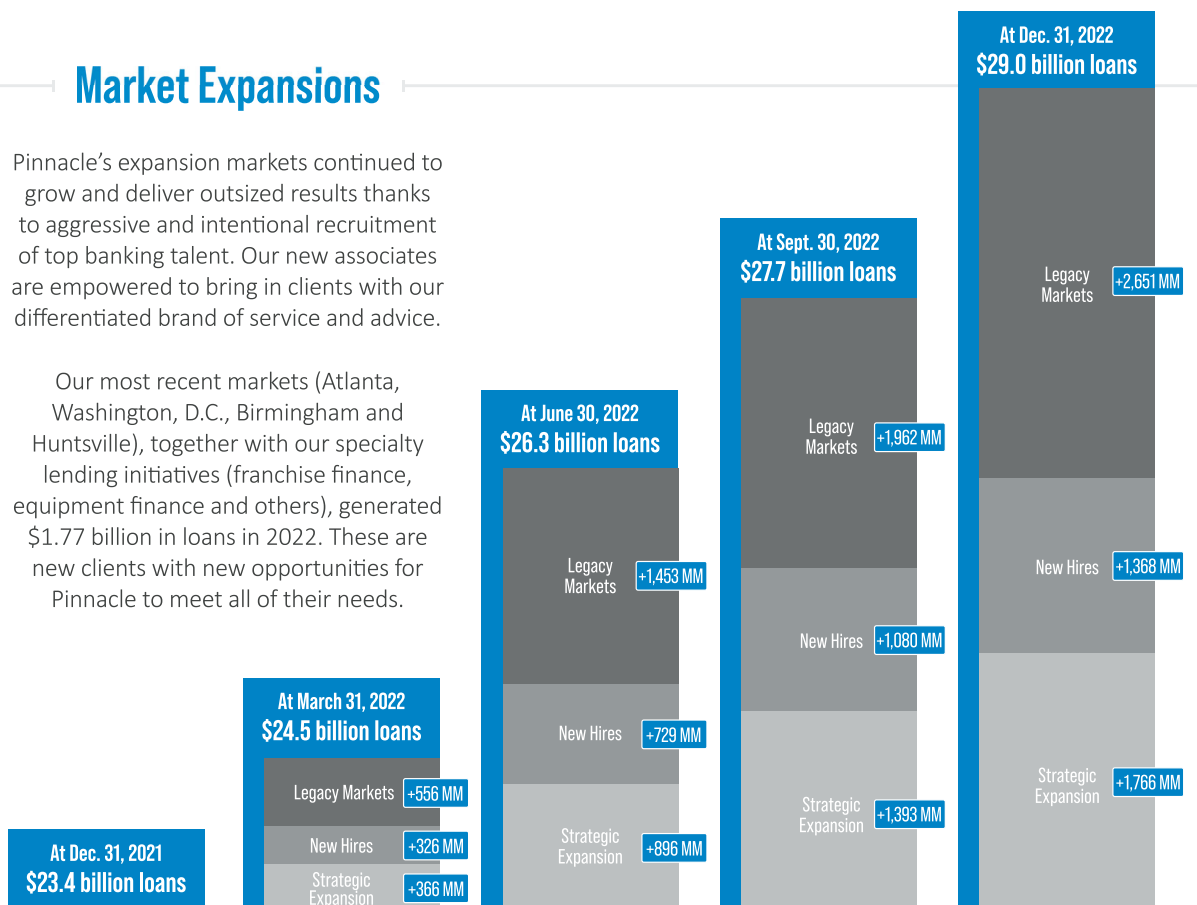 Market Expansions
Pinnacle’s expansion markets continued to
grow and deliver outsized results thanks
to aggressive and intentional recruitment
of top banking talent. Our new associates
are empowered to bring in clients with our
differentiated brand of service and advice.
Our most recent markets (Atlanta,
Washington, D.C., Birmingham and
Huntsville), together with our specialty
lending initiatives (franchise finance,
equipment finance and others), generated
$1.77 billion in loans in 2022. These are
new clients with new opportunities for
Pinnacle to meet all of their needs.
At Dec. 31, 2021
$23.4 billion loans
At March 31, 2022
$24.5 billion loans
Legacy Markets +556 MM
New Hires +326 MM
Strategic
Expansion
+366 MM
At June 30, 2022
$26.3 billion loans
Legacy
Markets
+1,453 MM
New Hires +729 MM
Strategic
Expansion
+896 MM
At Sept. 30, 2022
$27.7 billion loans
Legacy
Markets
+1,962 MM
New Hires +1,080 MM
Strategic
Expansion
+1,393 MM
At Dec. 31, 2022
$29.0 billion loans
Legacy
Markets
+2,651 MM
New Hires +1,368 MM
Strategic
Expansion
+1,766 MM